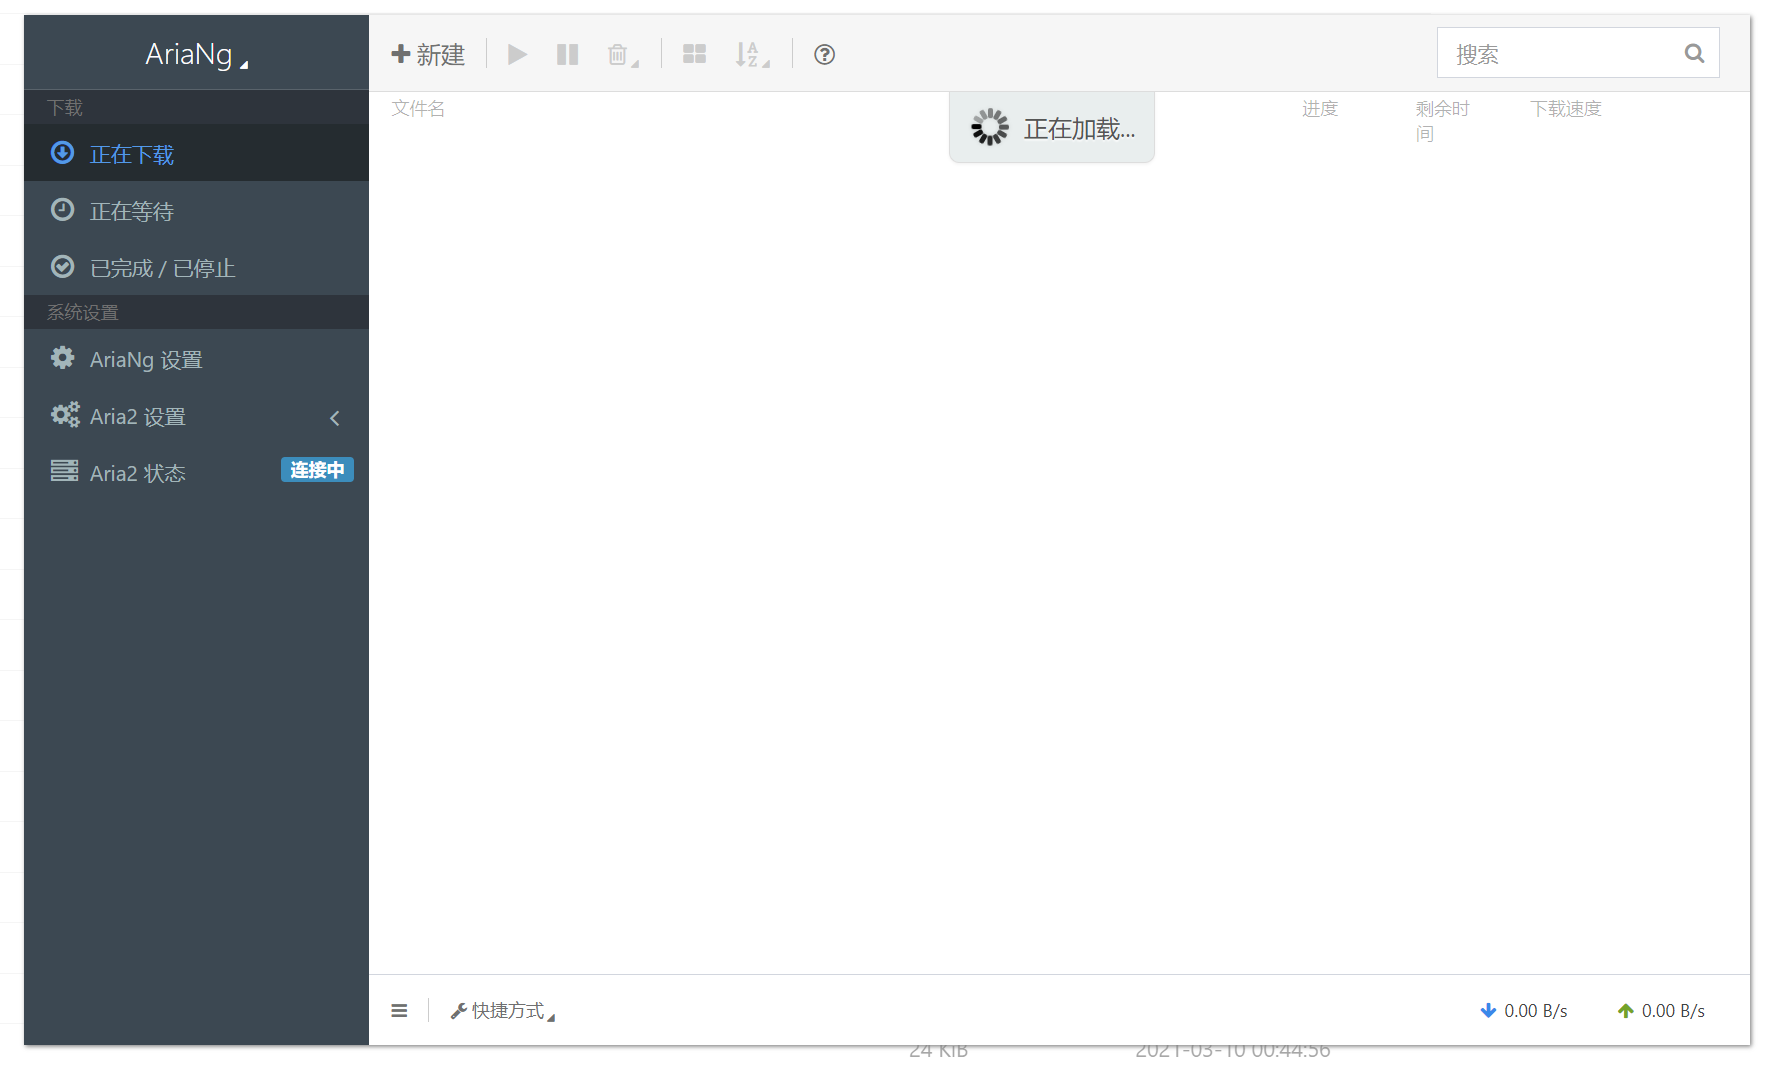 AriaNg
新建
搜索
下载
文件名
正在加载...
进度
剩余时
间
下载速度
正在下载
正在等待
已完成 / 已停止
系统设置
AriaNg 设置
Aria2 设置
Aria2 状态
连接中
快捷方式
0.00 B/s
0.00 B/s
24 KiB
2021-03-10 00:44:56